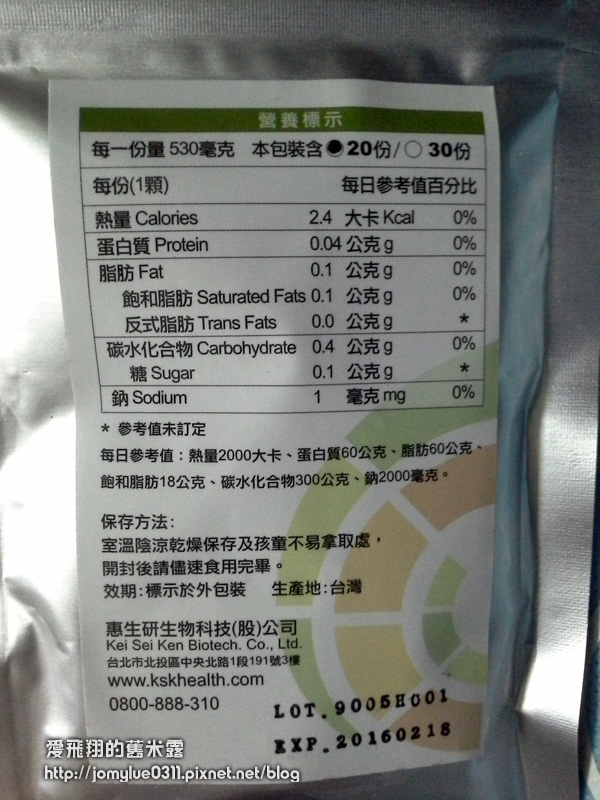 營養標示
每一份量 530毫克 本包裝含 ● 20份 / ○ 30份
每份(1顆) 每日參考值百分比
熱量 Calories 2.4 大卡 Kcal 0%
蛋白質 Protein 0.04 公克 g 0%
脂肪 Fat 0.1 公克 g 0%
飽和脂肪 Saturated Fats 0.1 公克 g 0%
反式脂肪 Trans Fats 0.0 公克 g *
碳水化合物 Carbohydrate 0.4 公克 g 0%
糖 Sugar 0.1 公克 g *
鈉 Sodium 1 毫克 mg 0%
* 參考值未訂定
每日參考值：熱量2000大卡、蛋白質60公克、脂肪60公克、
飽和脂肪18公克、碳水化合物300公克、鈉2000毫克。
保存方法：
室溫陰涼乾燥保存及孩童不易拿取處，
開封後請儘速食用完畢。
效期：標示於外包裝 生產地：台灣
惠生研生物科技(股)公司
Kei Sei Ken Biotech. Co., Ltd.
台北市北投區中央北路1段191號3樓
www.kskhealth.com
0800-888-310
LOT.9005H001
EXP.20160218
愛飛翔的舊米露
http://jomylue0311.pixnet.net/blog